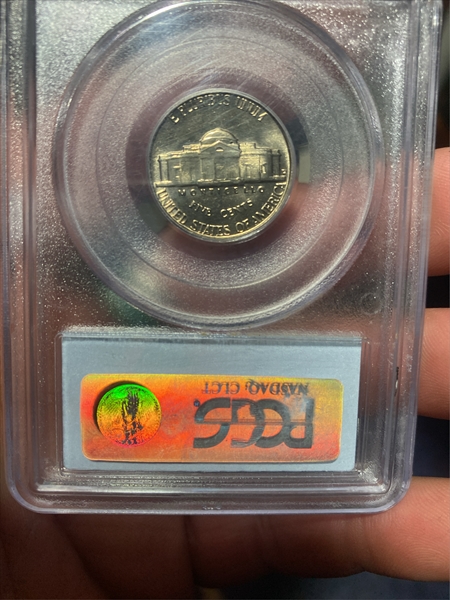 E PLURIBUS UNUM
MONTICELLO
FIVE CENTS
UNITED STATES OF AMERICA
NASDAQ: CLCT
PCGS